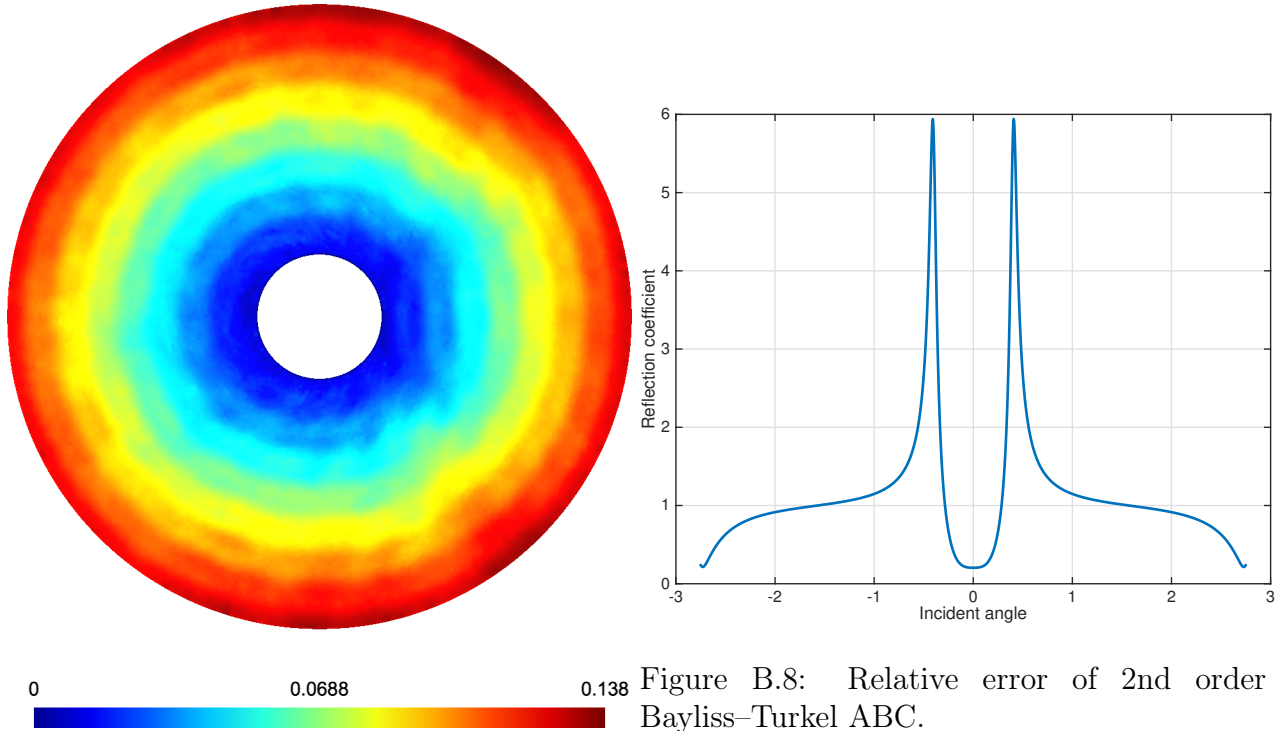 6
5
4
3
2
1
0
Reflection coefficient
-3 -2 -1 0 1 2 3
Incident angle
0 0.0688 0.138
Figure B.8: Relative error of 2nd order
Bayliss–Turkel ABC.